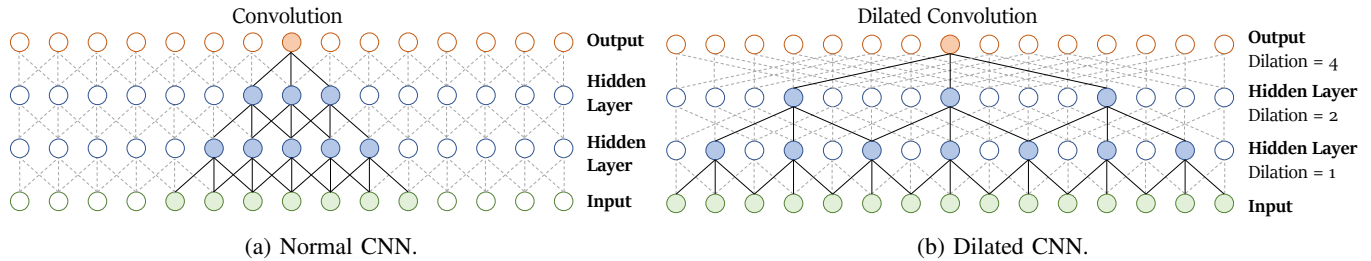 Convolution
Output
Hidden
Layer
Hidden
Layer
Input
(a) Normal CNN.
Dilated Convolution
Output
Dilation = 4
Hidden Layer
Dilation = 2
Hidden Layer
Dilation = 1
Input
(b) Dilated CNN.